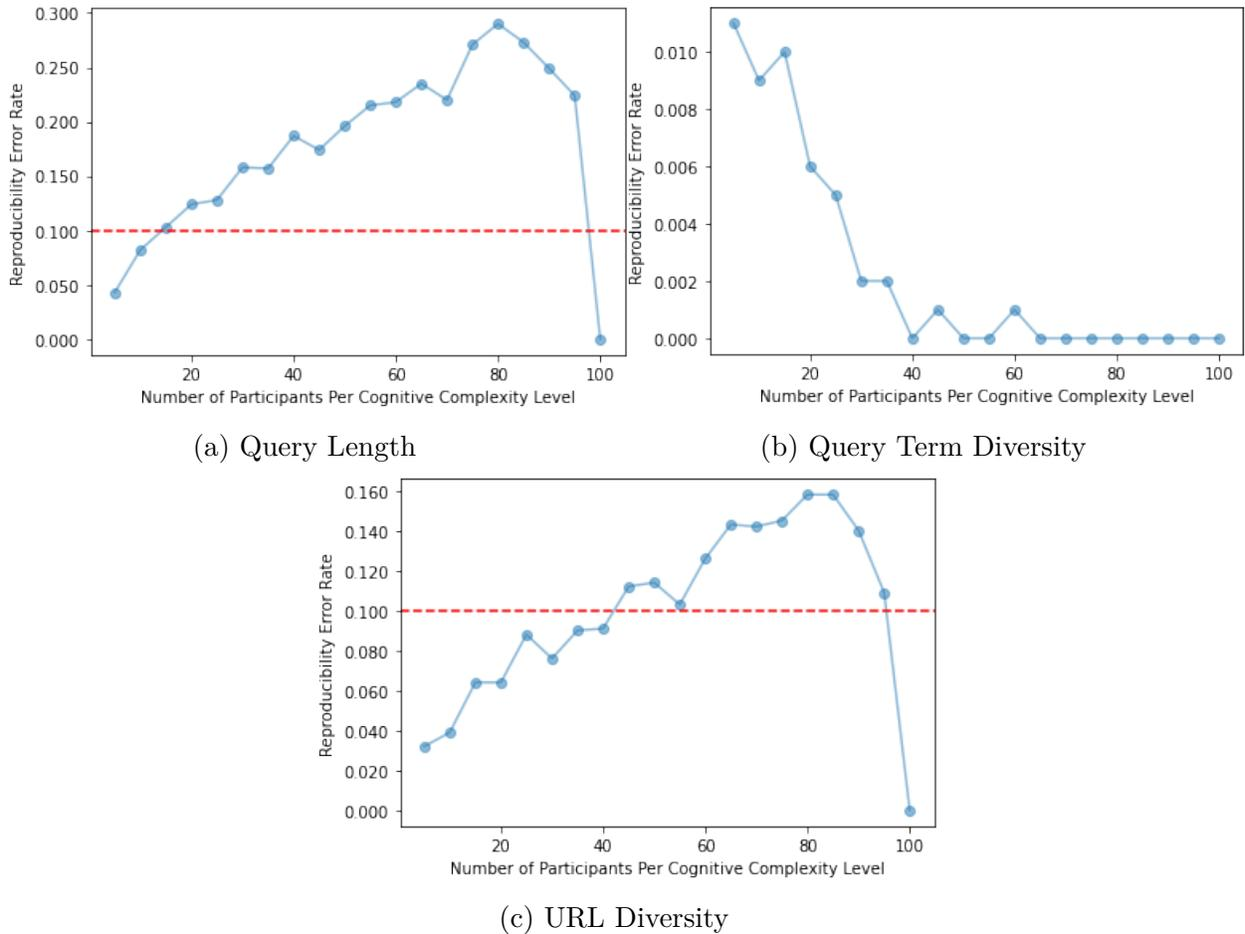 0.300
0.250
0.200
0.150
0.100
0.050
0.000
Reproducibility Error Rate
20 40 60 80 100
Number of Participants Per Cognitive Complexity Level
(a) Query Length
0.010
0.008
0.006
0.004
0.002
0.000
Reproducibility Error Rate
20 40 60 80 100
Number of Participants Per Cognitive Complexity Level
(b) Query Term Diversity
0.160
0.140
0.120
0.100
0.080
0.060
0.040
0.020
0.000
Reproducibility Error Rate
20 40 60 80 100
Number of Participants Per Cognitive Complexity Level
(c) URL Diversity